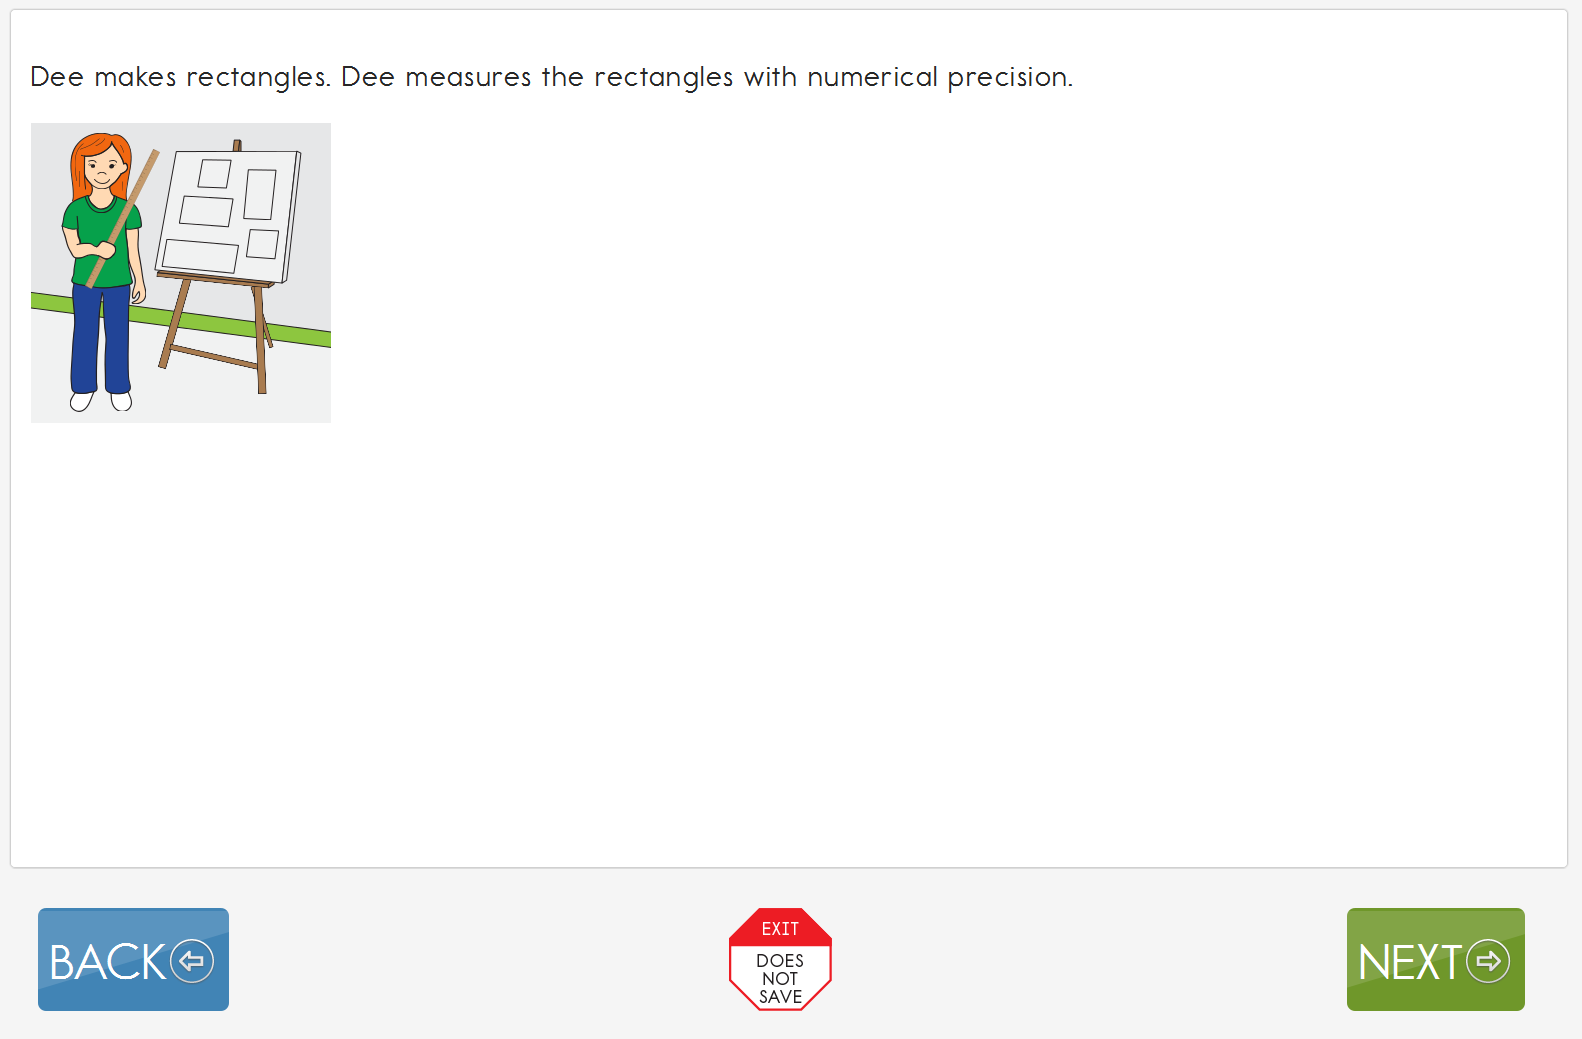 Dee makes rectangles. Dee measures the rectangles with numerical precision.
BACK
EXIT
DOES
NOT
SAVE
NEXT